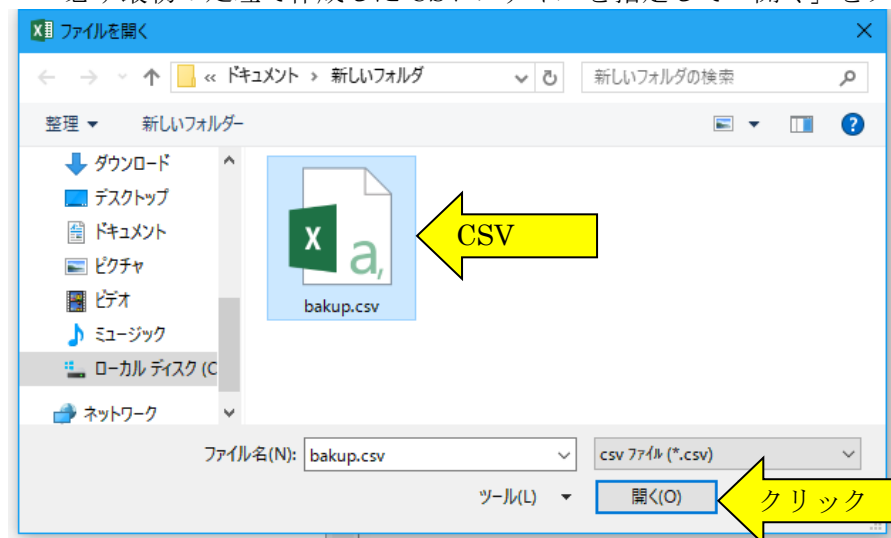 ファイルを開く
« ドキュメント › 新しいフォルダ
新しいフォルダの検索
整理 新しいフォルダー
ダウンロード
デスクトップ
ドキュメント
ピクチャ
ビデオ
ミュージック
ローカル ディスク (C
ネットワーク
CSV
bakup.csv
ファイル名(N): bakup.csv
csv ﾌｧｲﾙ (*.csv)
ツール(L) 開く(O)
クリック